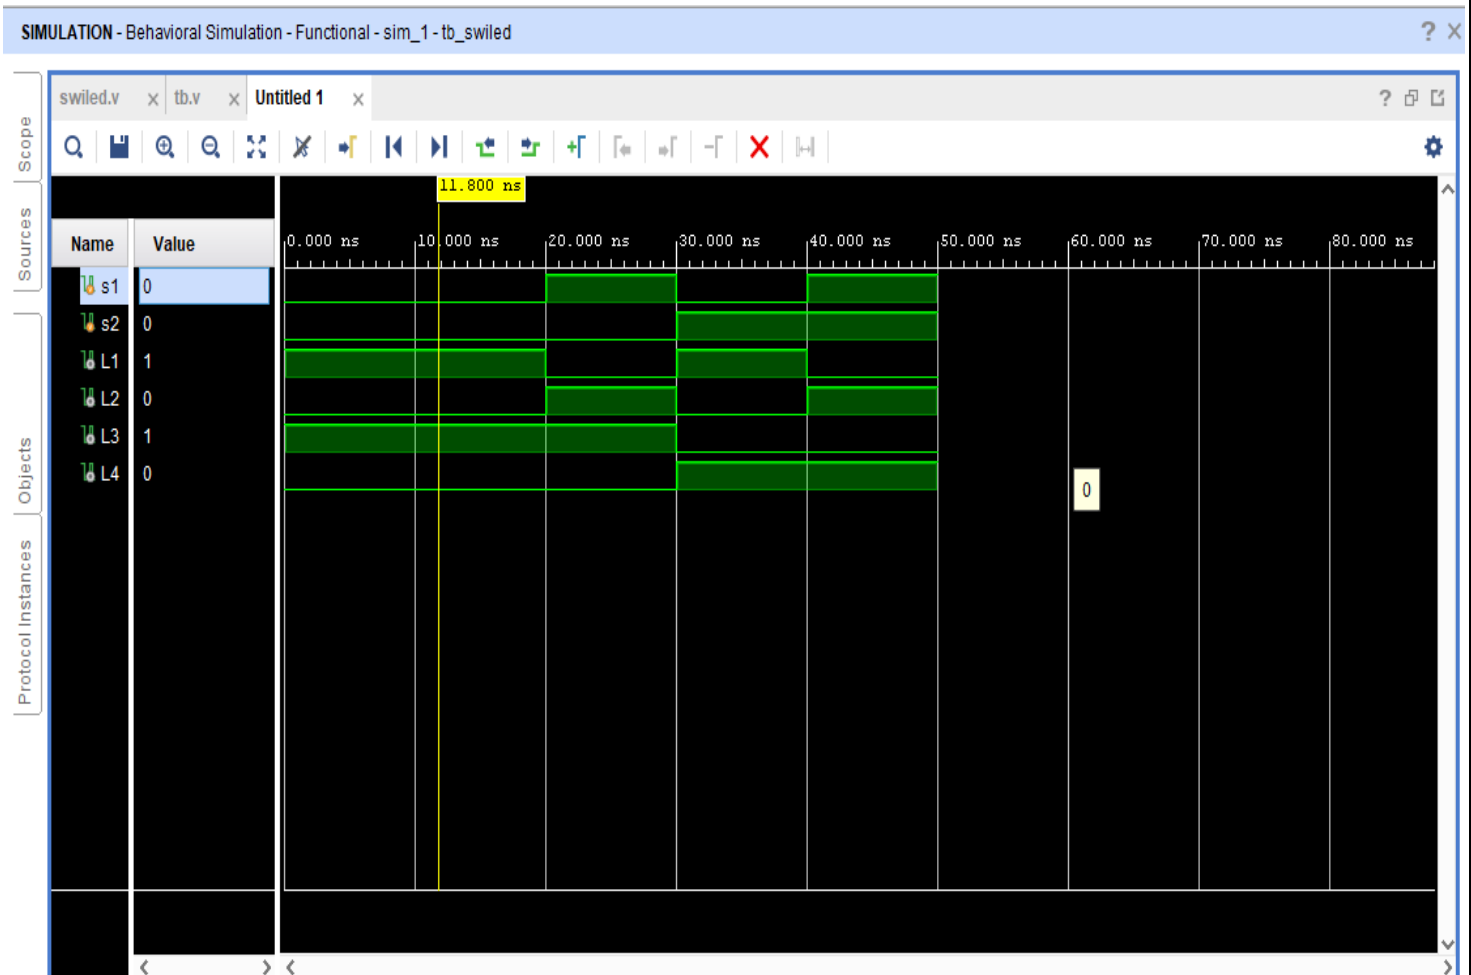 SIMULATION - Behavioral Simulation - Functional - sim_1 - tb_swiled
swiled.v tb.v Untitled 1
Scope
Sources
Objects
Protocol Instances
11.800 ns
Name Value
0.000 ns 10.000 ns 20.000 ns 30.000 ns 40.000 ns 50.000 ns 60.000 ns 70.000 ns 80.000 ns
s1 0
s2 0
L1 1
L2 0
L3 1
L4 0
0